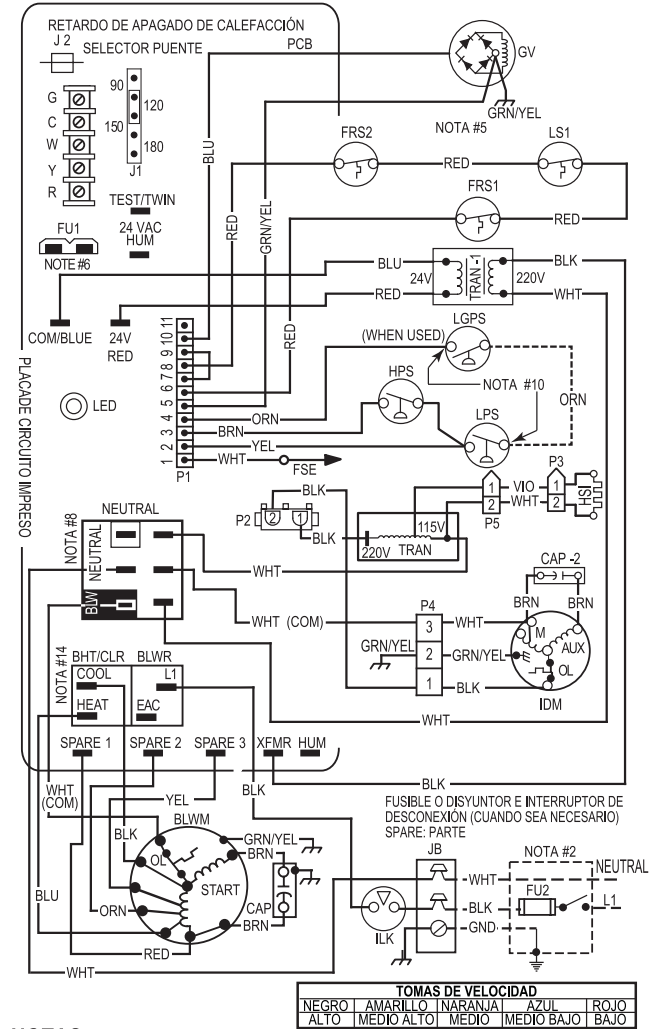 RETARDO DE APAGADO DE CALEFACCIÓN
J 2
SELECTOR PUENTE
PCB
GV
90
120
150
180
J1
G
C
W
Y
R
GRN/YEL
NOTA #5
FRS2
LS1
RED
FRS1
RED
BLU
RED
GRN/YEL
RED
TEST/TWIN
24 VAC
HUM
FU1
NOTE #6
BLU
24V
TRAN -1
220V
BLK
RED
WHT
COM/BLUE
24V
RED
LED
PLACADE CIRCUITO IMPRESO
1 2 3 4 5 6 7 8 9 10 11
P1
(WHEN USED)
LGPS
HPS
NOTA #10
ORN
LPS
ORN
BRN
YEL
WHT
FSE
P3
1
VIO
1
2
WHT
2
HSI
P5
BLK
P2
2
1
BLK
115V
220V
TRAN
NEUTRAL
NOTA #8
NEUTRAL
BLW
WHT
WHT (COM)
CAP -2
BRN
BRN
P4
3
WHT
M
AUX
GRN/YEL
2
GRN/YEL
OL
1
BLK
IDM
WHT
NOTA #14
BHT/CLR
BLWR
COOL
L1
HEAT
EAC
SPARE 1
SPARE 2
SPARE 3
XFMR
HUM
BLK
WHT
(COM)
YEL
BLK
BLWM
FUSIBLE O DISYUNTOR E INTERRUPTOR DE
DESCONEXIÓN (CUANDO SEA NECESARIO)
SPARE: PARTE
BLK
OL
GRN/YEL
BRN
START
CAP
BRN
BLU
ORN
RED
WHT
JB
NOTA #2
NEUTRAL
WHT
FU2
L1
BLK
ILK
GND
TOMAS DE VELOCIDAD
NEGRO AMARILLO NARANJA AZUL ROJO
ALTO MEDIO ALTO MEDIO MEDIO BAJO BAJO